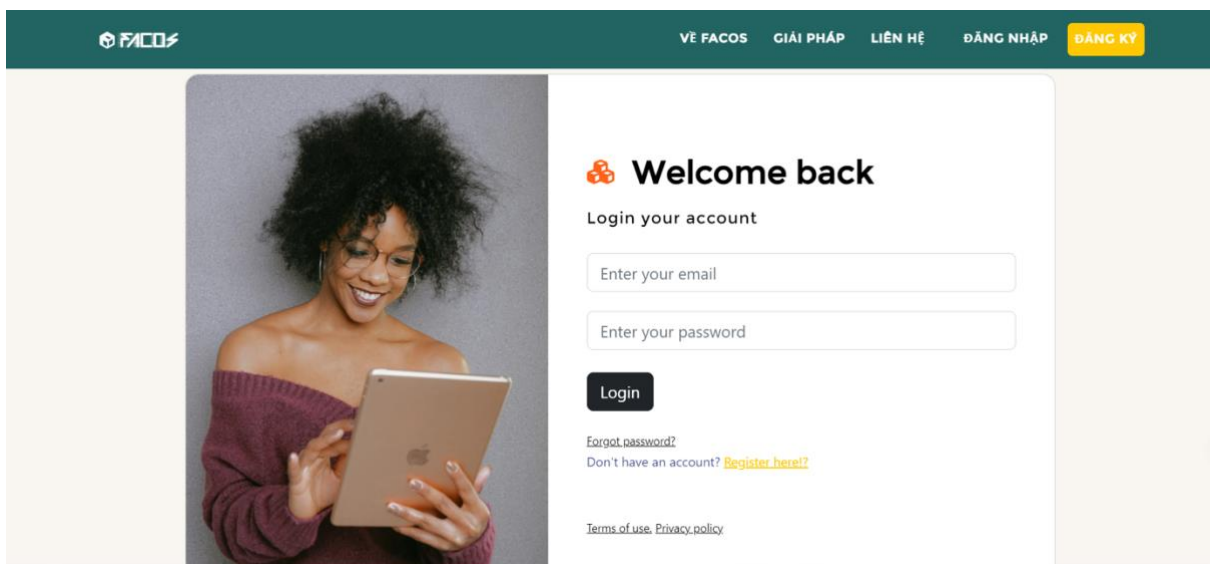 FACOS
VỀ FACOS GIẢI PHÁP LIÊN HỆ ĐĂNG NHẬP ĐĂNG KÝ
Welcome back
Login your account
Enter your email
Enter your password
Login
Forgot password?
Don't have an account? Register here!?
Terms of use. Privacy policy